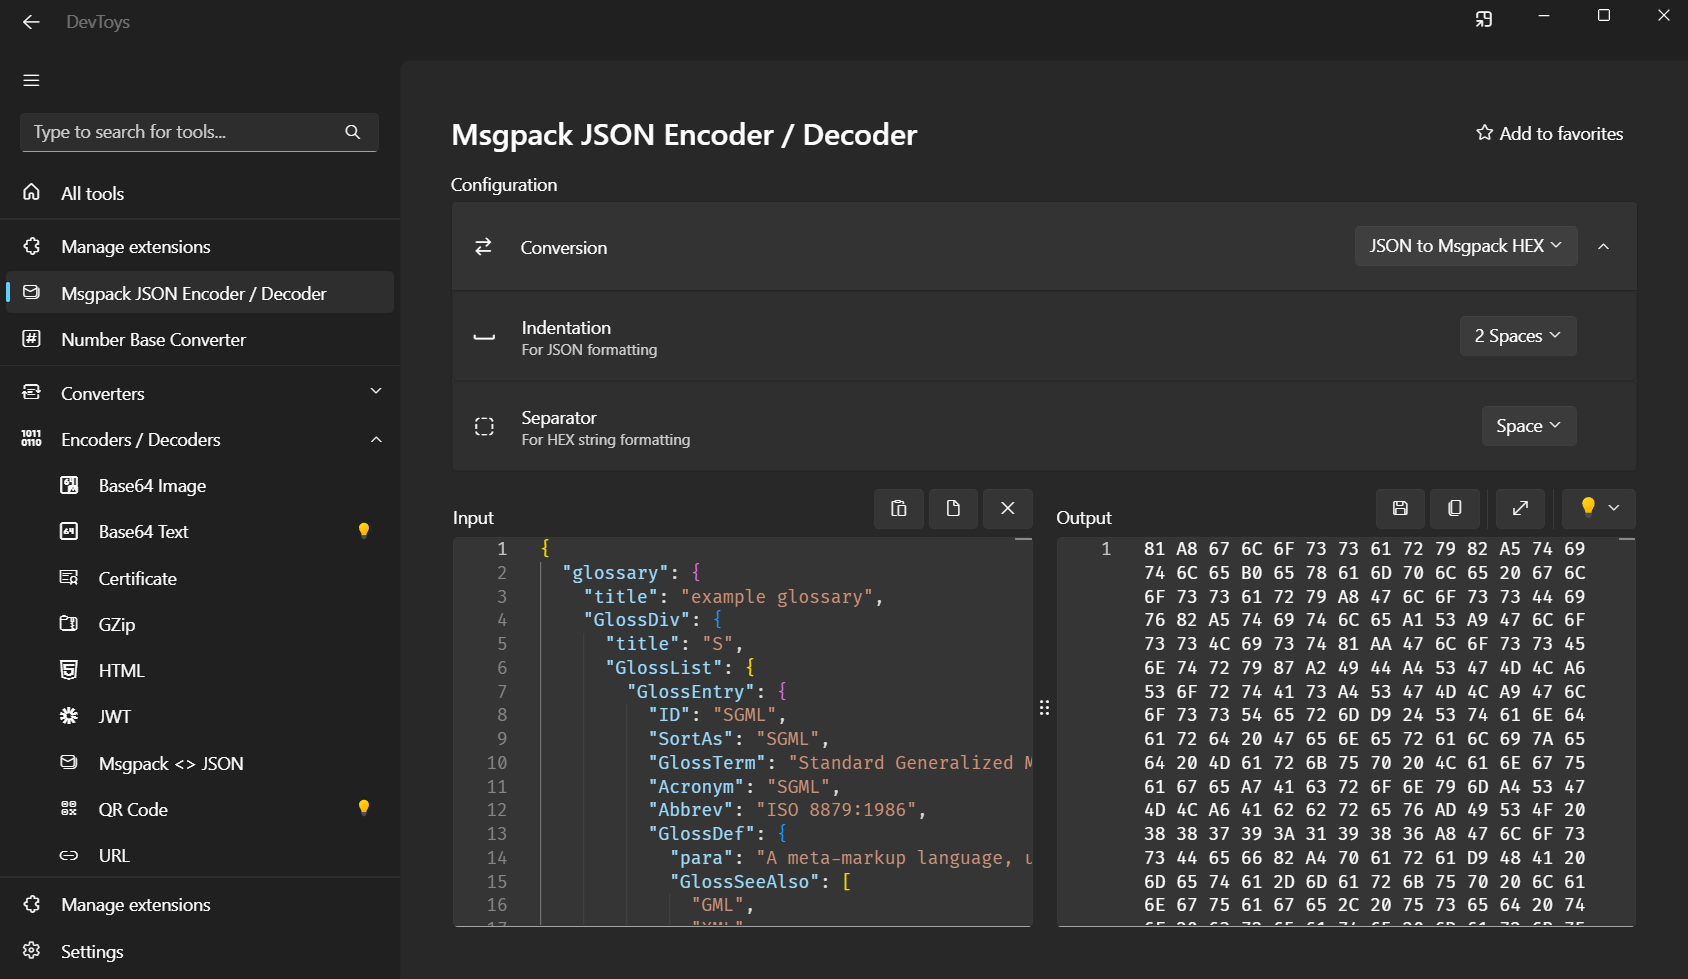 DevToys
Type to search for tools...
All tools
Manage extensions
Msgpack JSON Encoder / Decoder
Number Base Converter
Converters
Encoders / Decoders
Base64 Image
Base64 Text
Certificate
GZip
HTML
JWT
Msgpack <> JSON
QR Code
URL
Manage extensions
Settings
Msgpack JSON Encoder / Decoder
Add to favorites
Configuration
Conversion
JSON to Msgpack HEX
Indentation
For JSON formatting
2 Spaces
Separator
For HEX string formatting
Space
Input
1 {
2 "glossary": {
3 "title": "example glossary",
4 "GlossDiv": {
5 "title": "S",
6 "GlossList": {
7 "GlossEntry": {
8 "ID": "SGML",
9 "SortAs": "SGML",
10 "GlossTerm": "Standard Generalized M
11 "Acronym": "SGML",
12 "Abbrev": "ISO 8879:1986",
13 "GlossDef": {
14 "para": "A meta-markup language, u
15 "GlossSeeAlso": [
16 "GML",
17 "XML"
Output
1 81 A8 67 6C 6F 73 73 61 72 79 82 A5 74 69
74 6C 65 B0 65 78 61 6D 70 6C 65 20 67 6C
6F 73 73 61 72 79 A8 47 6C 6F 73 73 44 69
76 82 A5 74 69 74 6C 65 A1 53 A9 47 6C 6F
73 73 4C 69 73 74 81 AA 47 6C 6F 73 73 45
6E 74 72 79 87 A2 49 44 A4 53 47 4D 4C A6
53 6F 72 74 41 73 A4 53 47 4D 4C A9 47 6C
6F 73 73 54 65 72 6D D9 24 53 74 61 6E 64
61 72 64 20 47 65 6E 65 72 61 6C 69 7A 65
64 20 4D 61 72 6B 75 70 20 4C 61 6E 67 75
61 67 65 A7 41 63 72 6F 6E 79 6D A4 53 47
4D 4C A6 41 62 62 72 65 76 AD 49 53 4F 20
38 38 37 39 3A 31 39 38 36 A8 47 6C 6F 73
73 44 65 66 82 A4 70 61 72 61 D9 48 41 20
6D 65 74 61 2D 6D 61 72 6B 75 70 20 6C 61
6E 67 75 61 67 65 2C 20 75 73 65 64 20 74